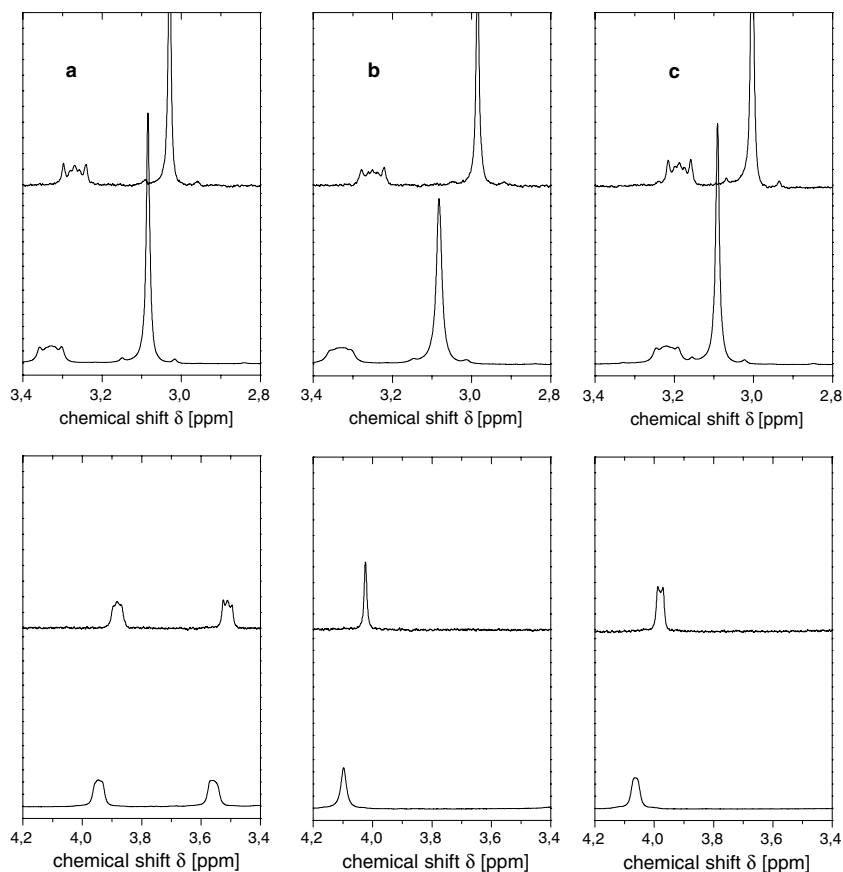 a
b
c
3,4 3,2 3,0 2,8
3,4 3,2 3,0 2,8
3,4 3,2 3,0 2,8
chemical shift δ [ppm]
chemical shift δ [ppm]
chemical shift δ [ppm]
4,2 4,0 3,8 3,6 3,4
4,2 4,0 3,8 3,6 3,4
4,2 4,0 3,8 3,6 3,4
chemical shift δ [ppm]
chemical shift δ [ppm]
chemical shift δ [ppm]